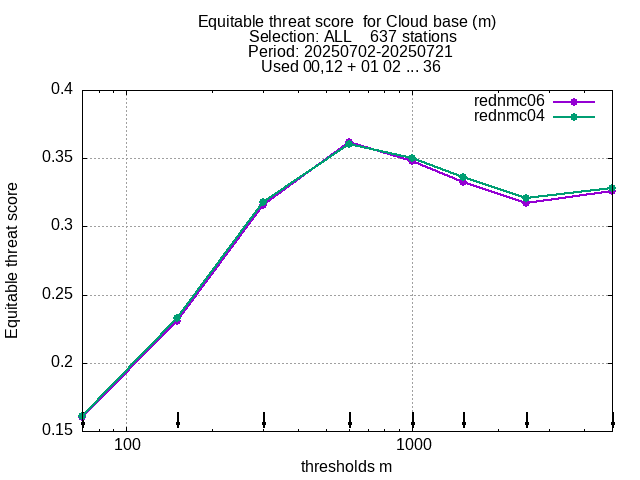 Equitable threat score  for Cloud base (m)
Selection: ALL    637 stations
Period: 20250702-20250721
Used 00,12 + 01 02 ... 36
rednmc06
rednmc04
0.4
0.35
0.3
0.25
0.2
0.15
Equitable threat score
100
1000
thresholds m